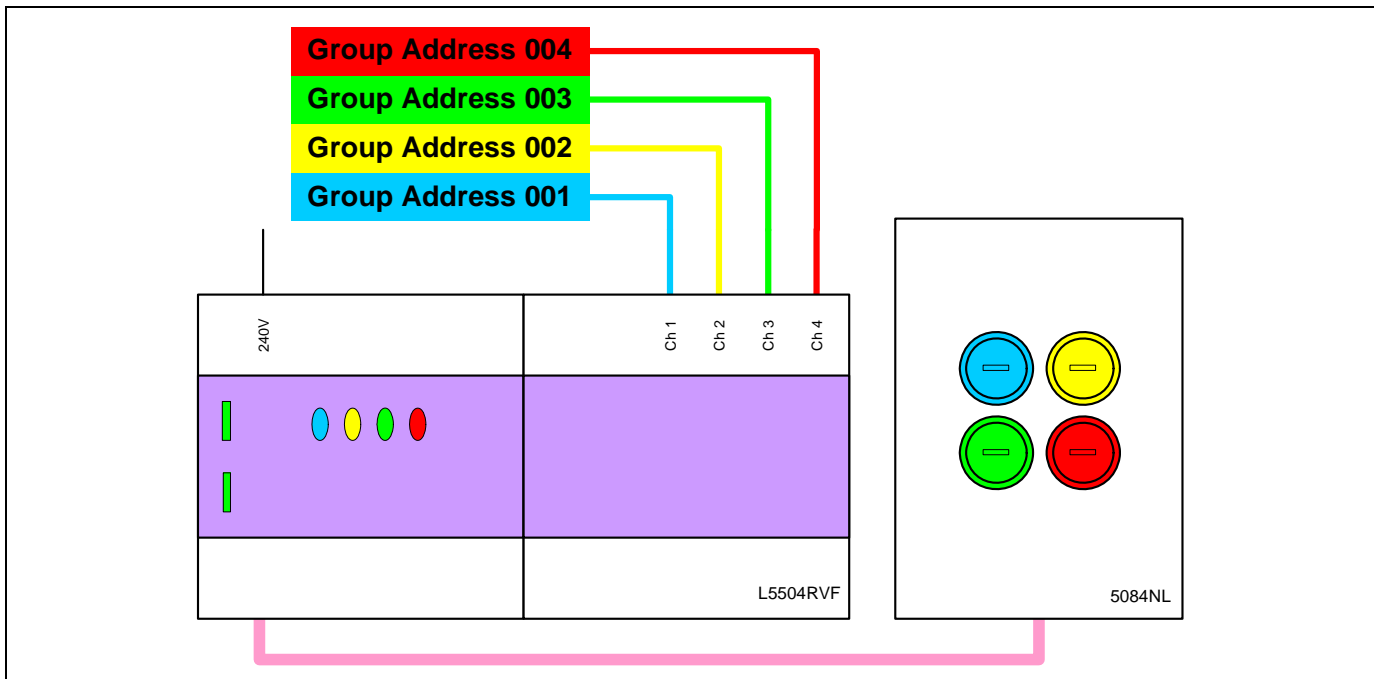 Group Address 004
Group Address 003
Group Address 002
Group Address 001
240V
Ch 1
Ch 2
Ch 3
Ch 4
L5504RVF
5084NL